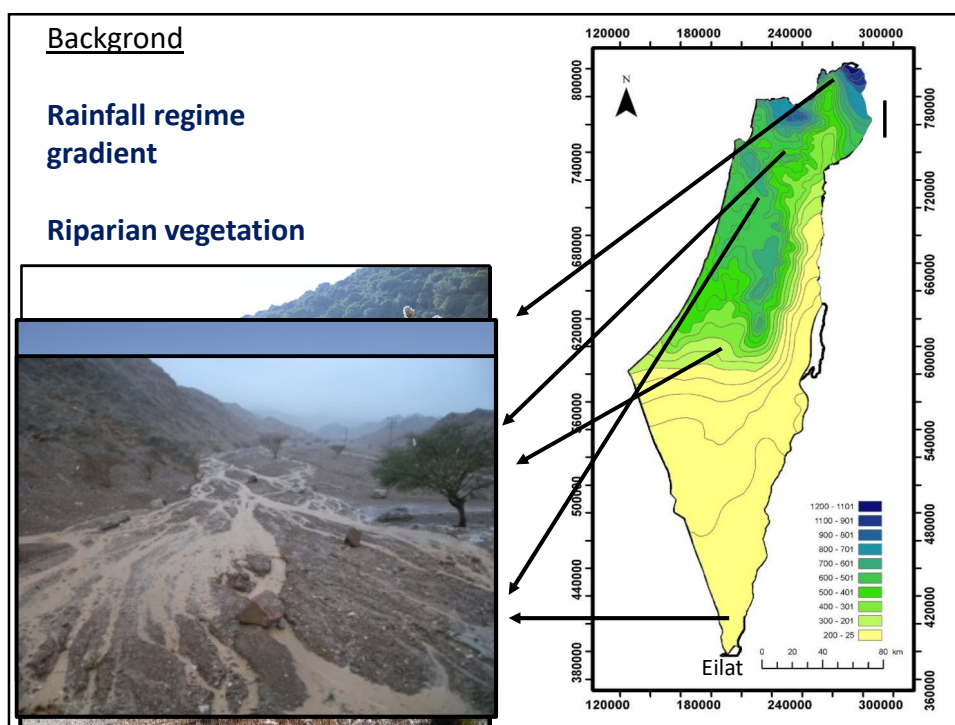 Backgrond
Rainfall regime
gradient
Riparian vegetation
120000 180000 240000 300000
800000
740000
680000
620000
560000
500000
440000
380000
780000
720000
660000
600000
540000
480000
420000
360000
N
1200 - 1101
1100 - 901
900 - 801
800 - 701
700 - 601
600 - 501
500 - 401
400 - 301
300 - 201
200 - 25
Eilat
0 20 40 80 km
120000 180000 240000 300000